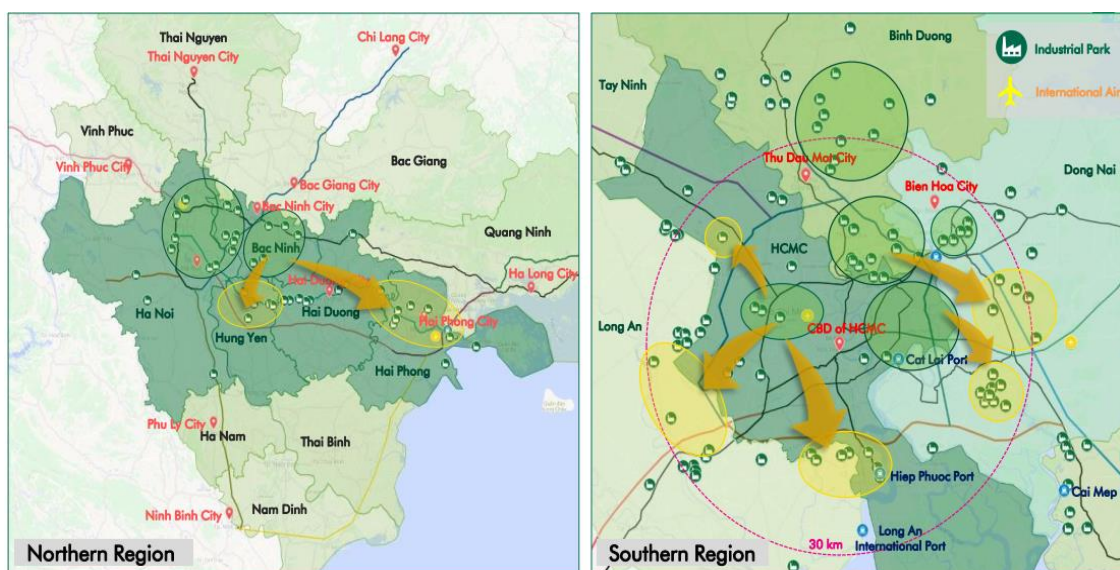 Thai Nguyen
Thai Nguyen City
Chi Lang City
Vinh Phuc
Vinh Phuc City
Bac Giang
Bac Giang City
Bac Ninh City
Quang Ninh
Bac Ninh
Ha Long City
Ha Noi
Hai Duong
Hung Yen
Phong City
Hai Phong
Phu Ly City
Ha Nam
Thai Binh
Nam Dinh
Ninh Binh City
Northern Region
Binh Duong
Industrial Park
International Air
Tay Ninh
Thu Dau Mot City
Bien Hoa City
Dong Nai
HCMC
Long An
CBD of HCMC
Cat Lai Port
Hiep Phuoc Port
Cai Mep
Long An
International Port
30 km
Southern Region